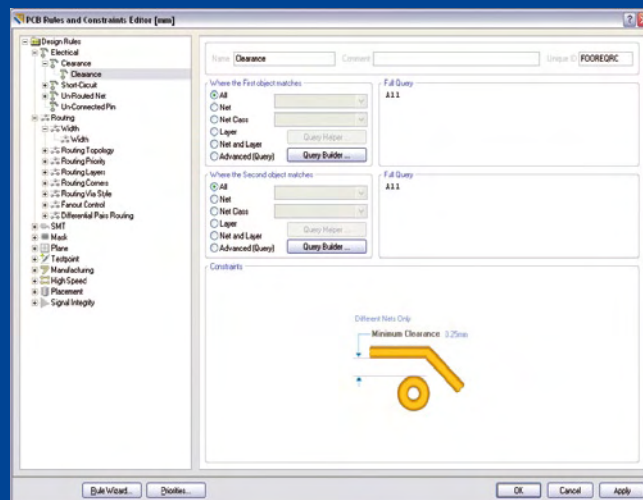 PCB Rules and Constraints Editor [mm]
Design Rules
Electrical
Clearance
Clearance
Short-Circuit
Un-Routed Net
Un-Connected Pin
Routing
Width
Width
Routing Topology
Routing Priority
Routing Layers
Routing Corners
Routing Via Style
Fanout Control
Differential Pairs Routing
SMT
Mask
Plane
Testpoint
Manufacturing
High Speed
Placement
Signal Integrity
Name Clearance Comment Unique ID FOOREQRC
Where the First object matches
All
Net
Net Class
Layer
Net and Layer
Advanced (Query)
Query Helper ...
Query Builder ...
Full Query
All
Where the Second object matches
All
Net
Net Class
Layer
Net and Layer
Advanced (Query)
Query Helper ...
Query Builder ...
Full Query
All
Constraints
Different Nets Only
Minimum Clearance 0.25mm
Rule Wizard... Priorities... OK Cancel Apply